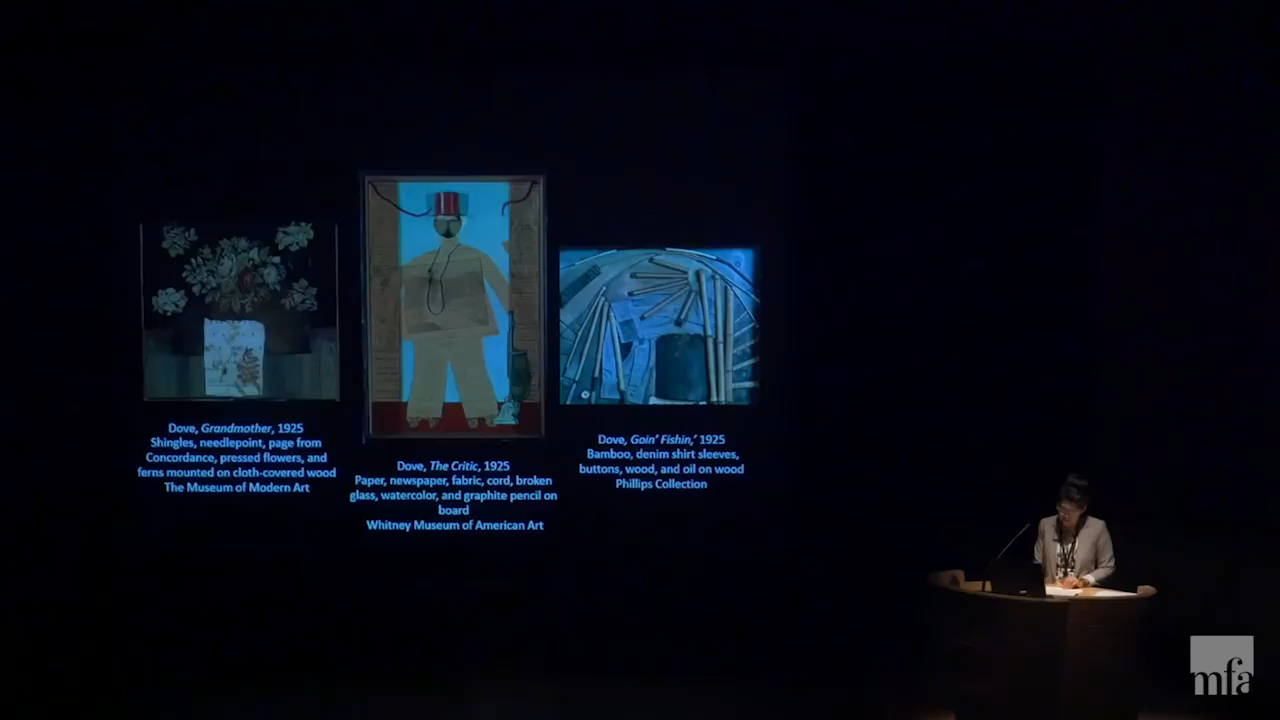 Dove, Grandmother, 1925
Shingles, needlepoint, page from
Concordance, pressed flowers, and
ferns mounted on cloth-covered wood
The Museum of Modern Art
Dove, The Critic, 1925
Paper, newspaper, fabric, cord, broken
glass, watercolor, and graphite pencil on
board
Whitney Museum of American Art
Dove, Goin' Fishin,' 1925
Bamboo, denim shirt sleeves,
buttons, wood, and oil on wood
Phillips Collection
mfa